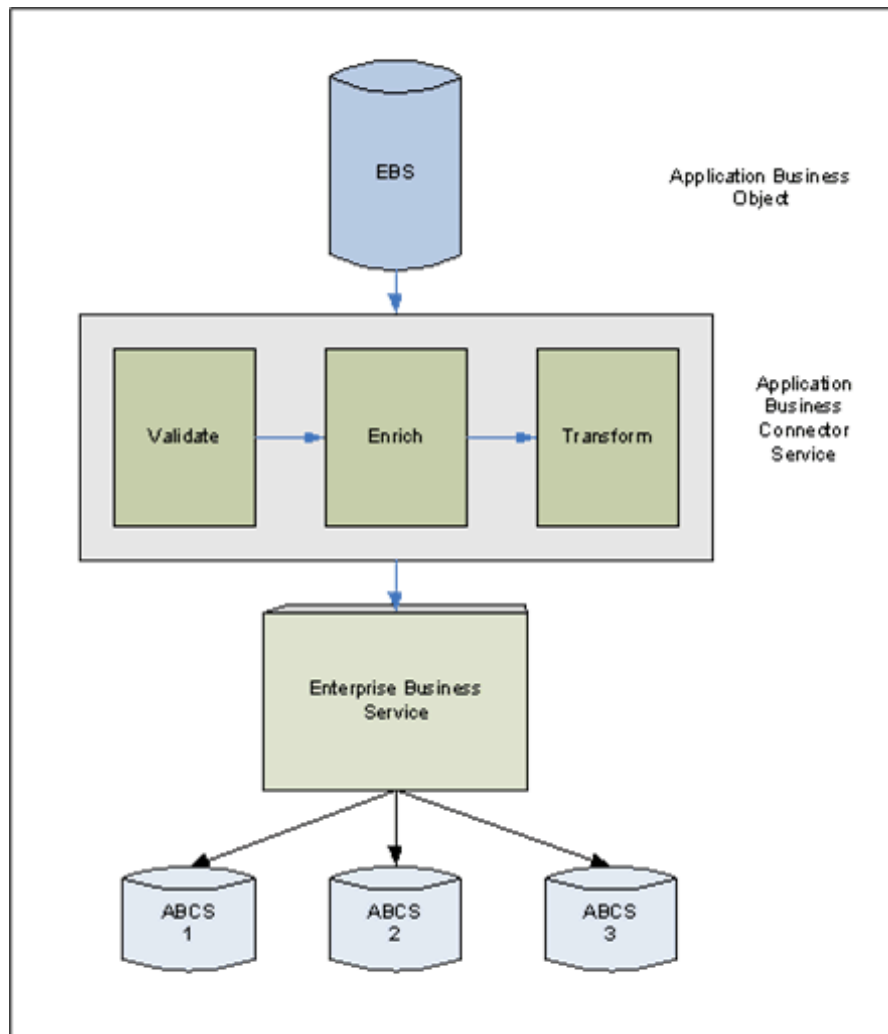 EBS
Application Business
Object
Validate
Enrich
Transform
Application
Business
Connector
Service
Enterprise Business
Service
ABCS
1
ABCS
2
ABCS
3